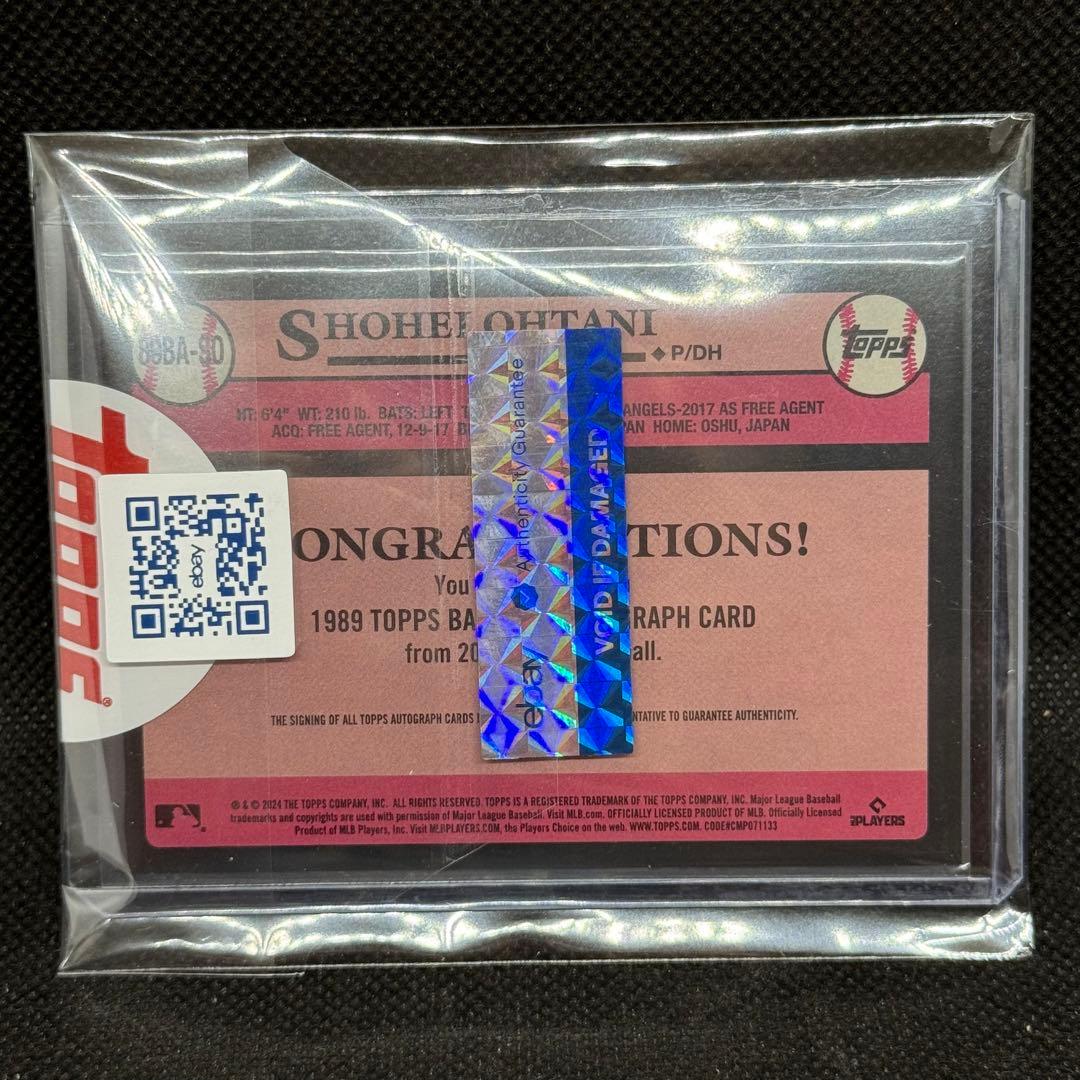 SHOHEI OHTANI
P/DH
topps
HT: 6'4" WT: 210 lb. BATS: LEFT T ANGELS-2017 AS FREE AGENT
ACQ: FREE AGENT, 12-9-17 PAN HOME: OSHU, JAPAN
ONGRA TIONS!
You
1989 TOPPS BA RAPH CARD
from 20 all.
THE SIGNING OF ALL TOPPS AUTOGRAPH CARDS NTATIVE TO GUARANTEE AUTHENTICITY.
ebay Authenticity Guarantee
VOID IF DAMAGED
ebay
TOPPS®
® & © 2024 THE TOPPS COMPANY, INC. ALL RIGHTS RESERVED. TOPPS IS A REGISTERED TRADEMARK OF THE TOPPS COMPANY, INC. Major League Baseball
trademarks and copyrights are used with permission of Major League Baseball. Visit MLB.com. OFFICIALLY LICENSED PRODUCT OF MLB. Officially Licensed
Product of MLB Players, Inc. Visit MLBPLAYERS.COM, the Players Choice on the web. WWW.TOPPS.COM. CODE#CMP071133
PLAYERS